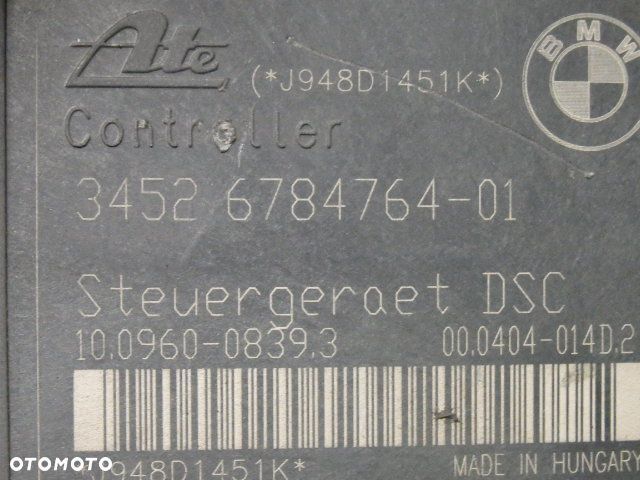 Ate
(*J948D1451K*)
BMW
Controller
3452 6784764-01
Steuergeraet DSC
10.0960-0839.3 00.0404-014D.2
*J948D1451K*
MADE IN HUNGARY
OTOMOTO